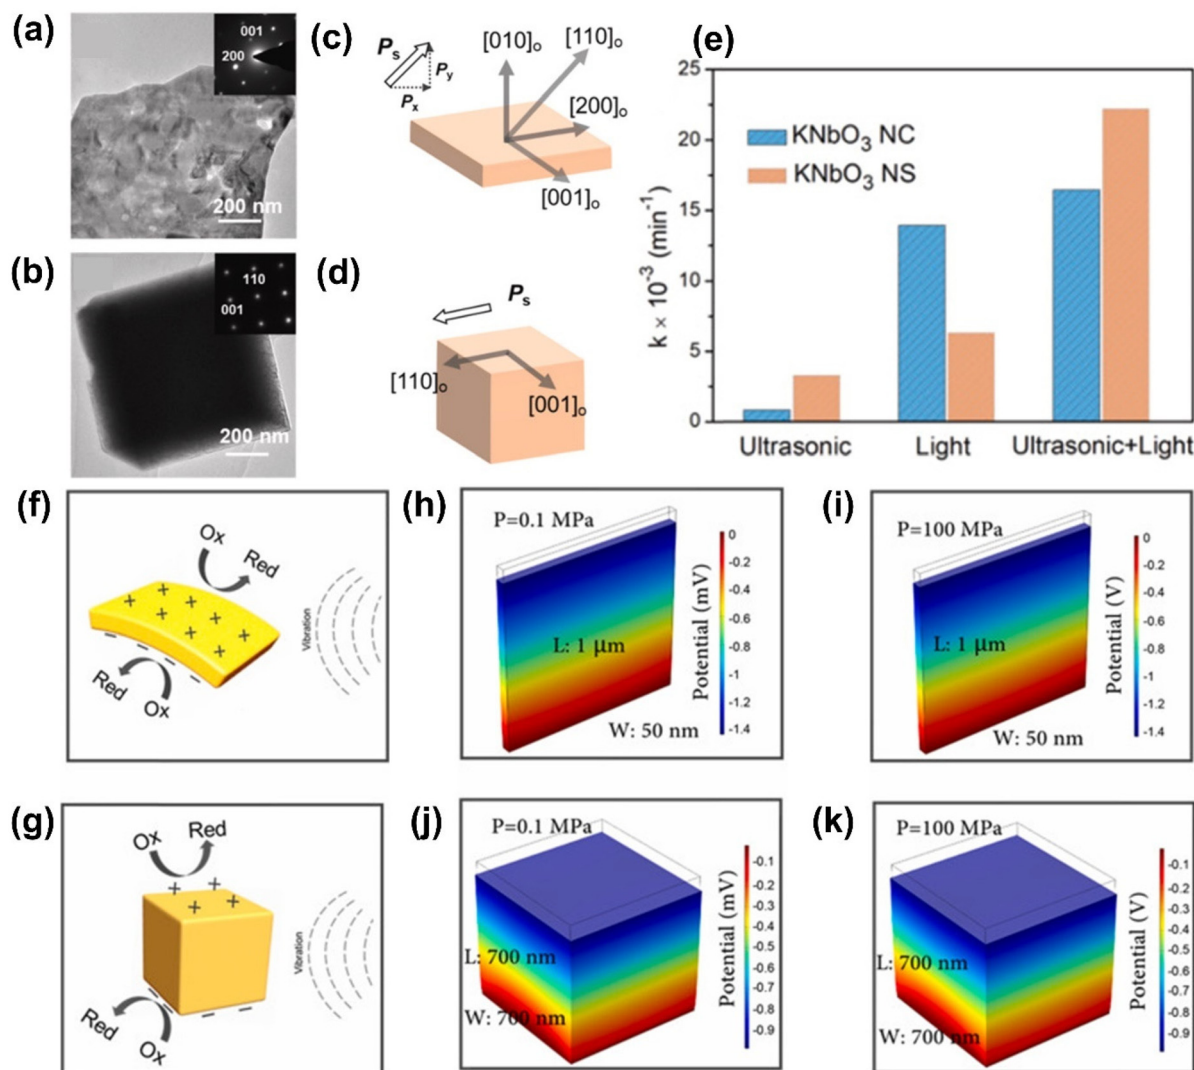 (a)
001
200
200 nm
(b)
110
001
200 nm
(c)
Ps
Py
Px
[010]o
[110]o
[200]o
[001]o
(d)
Ps
[110]o
[001]o
(e)
25
20
15
10
5
0
k × 10⁻³ (min⁻¹)
KNbO₃ NC
KNbO₃ NS
Ultrasonic
Light
Ultrasonic+Light
(f)
Ox
Red
+ + + + + + + +
Vibration
Red
Ox
(h)
P=0.1 MPa
L: 1 μm
W: 50 nm
Potential (mV)
0
-0.2
-0.4
-0.6
-0.8
-1
-1.2
-1.4
(i)
P=100 MPa
L: 1 μm
W: 50 nm
Potential (V)
0
-0.2
-0.4
-0.6
-0.8
-1
-1.2
-1.4
(g)
Ox
Red
+ + + +
Vibration
Red
Ox
(j)
P=0.1 MPa
L: 700 nm
W: 700 nm
Potential (mV)
-0.1
-0.2
-0.3
-0.4
-0.5
-0.6
-0.7
-0.8
-0.9
(k)
P=100 MPa
L: 700 nm
W: 700 nm
Potential (V)
-0.1
-0.2
-0.3
-0.4
-0.5
-0.6
-0.7
-0.8
-0.9